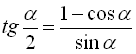 tg α/2 = (1 − cos α)/(sin α)